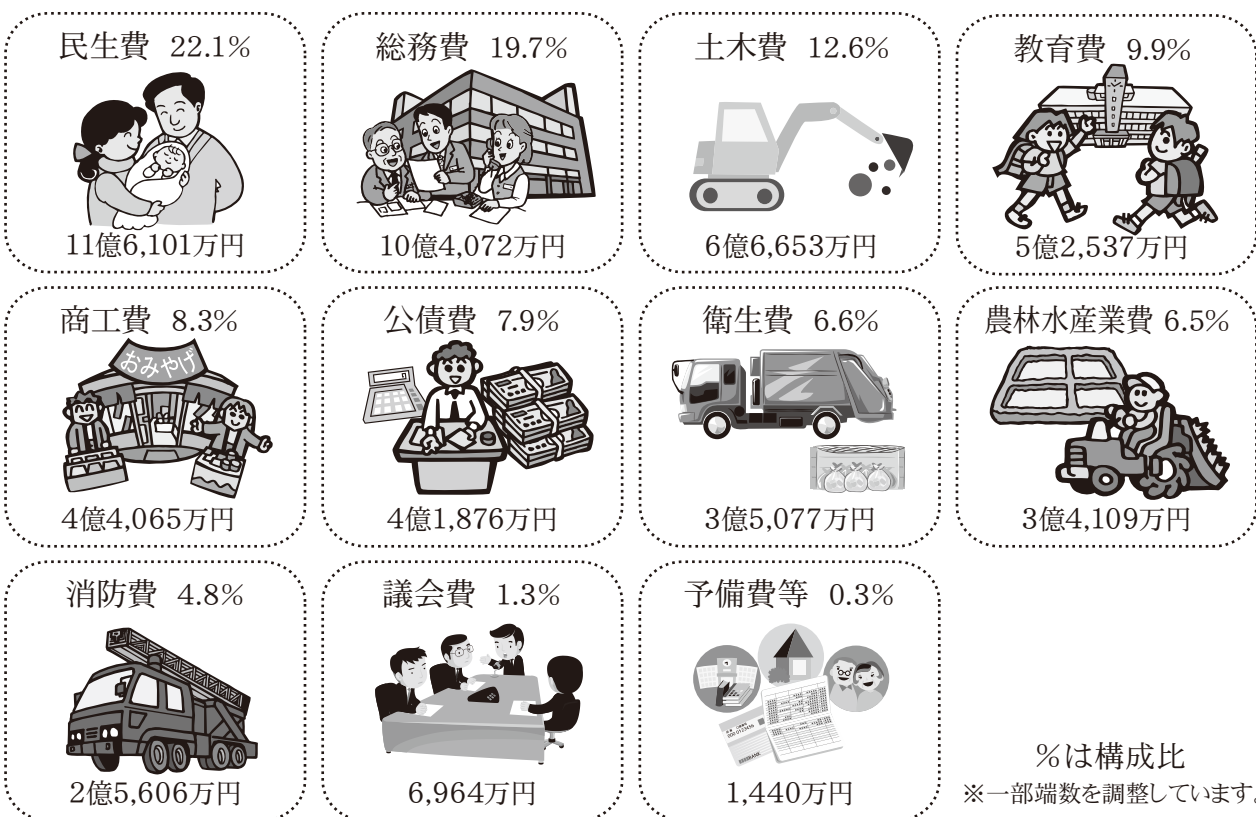 民生費 22.1%
11億6,101万円
総務費 19.7%
10億4,072万円
土木費 12.6%
6億6,653万円
教育費 9.9%
5億2,537万円
商工費 8.3%
おみやげ
4億4,065万円
公債費 7.9%
4億1,876万円
衛生費 6.6%
3億5,077万円
農林水産業費 6.5%
3億4,109万円
消防費 4.8%
2億5,606万円
議会費 1.3%
6,964万円
予備費等 0.3%
1,440万円
%は構成比
※一部端数を調整しています。